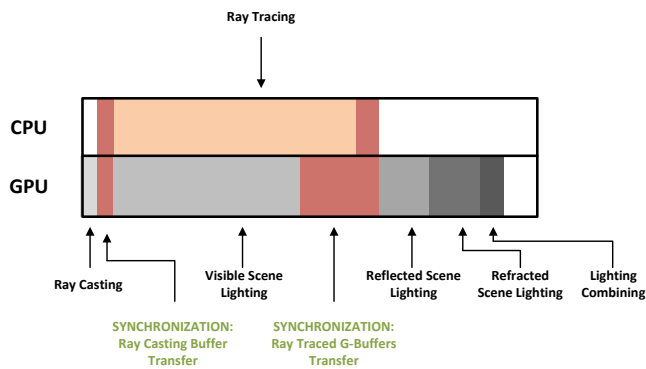 Ray Tracing
CPU
GPU
Ray Casting
Visible Scene
Lighting
Reflected Scene
Lighting
Refracted
Scene Lighting
Lighting
Combining
SYNCHRONIZATION:
Ray Casting Buffer
Transfer
SYNCHRONIZATION:
Ray Traced G-Buffers
Transfer